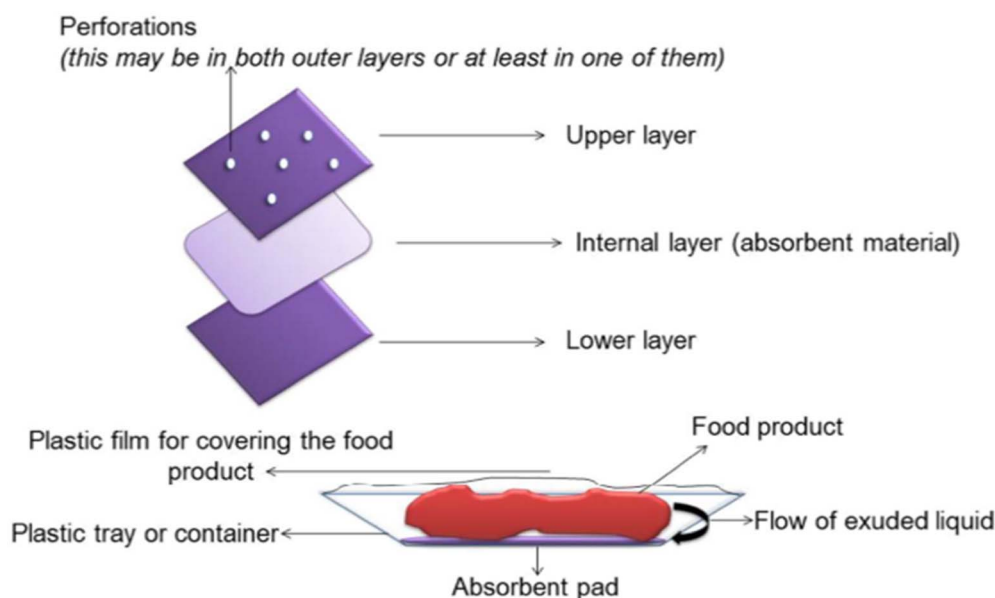 Perforations
(this may be in both outer layers or at least in one of them)
Upper layer
Internal layer (absorbent material)
Lower layer
Food product
Plastic film for covering the food
product
Flow of exuded liquid
Plastic tray or container
Absorbent pad